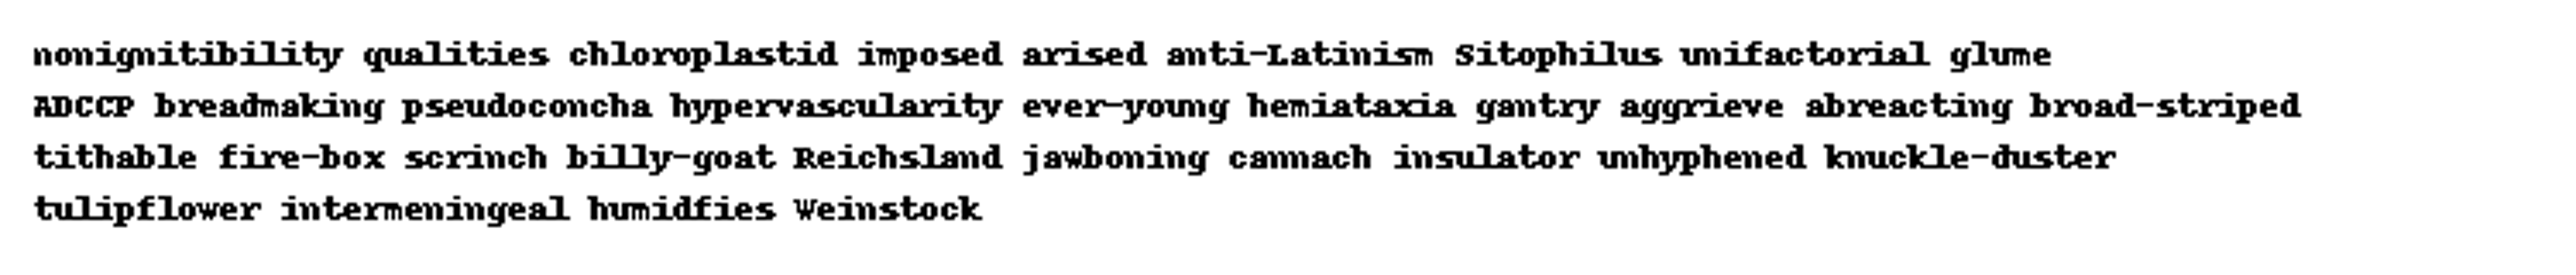 nonignitibility qualities chloroplastid imposed arised anti-Latinism Sitophilus unifactorial glume
ADCCP breadmaking pseudoconcha hypervascularity ever-young hemiataxia gantry aggrieve abreacting broad-striped
tithable fire-box scrinch billy-goat Reichsland jawboning cannach insulator unhyphened knuckle-duster
tulipflower intermeningeal humidfies Weinstock